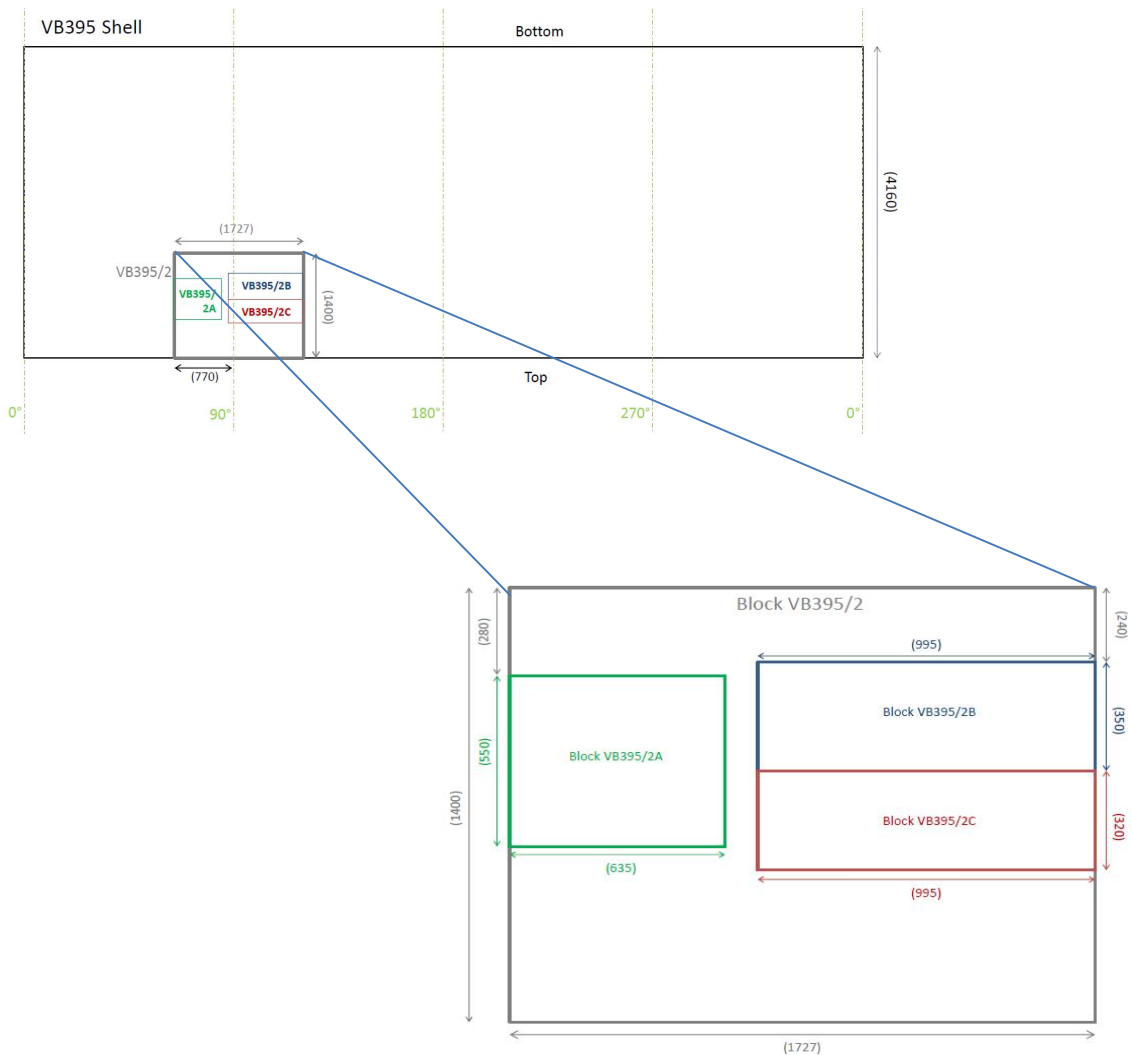 VB395 Shell
Bottom
(4160)
(1727)
VB395/2
VB395/
2A
VB395/2B
VB395/2C
(1400)
(770)
Top
0°
90°
180°
270°
0°
Block VB395/2
(280)
(240)
(995)
Block VB395/2B
(350)
(550)
Block VB395/2A
(1400)
Block VB395/2C
(320)
(635)
(995)
(1727)